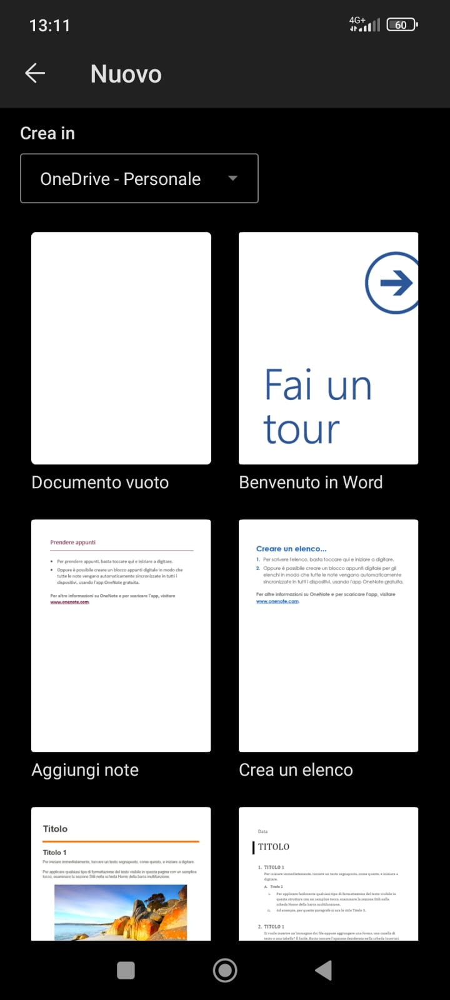 13:11
4G+
60
Nuovo
Crea in
OneDrive - Personale
Fai un
tour
Documento vuoto
Benvenuto in Word
Prendere appunti
• Per prendere appunti, basta toccare qui e iniziare a digitare.
• Oppure è possibile creare un blocco appunti digitale in modo che
tutte le note vengano automaticamente sincronizzate in tutti i
dispositivi, usando l'app OneNote gratuita.
Per altre informazioni su OneNote e per scaricare l'app, visitare
www.onenote.com.
Creare un elenco...
1. Per scrivere l'elenco, basta toccare qui e iniziare a digitare.
2. Oppure è possibile creare un blocco appunti digitale per gli
elenchi in modo che tutte le note vengano automaticamente
sincronizzate in tutti i dispositivi, usando l'app OneNote gratuita.
Per altre informazioni su OneNote e per scaricare l'app, visitare
www.onenote.com.
Aggiungi note
Crea un elenco
Titolo
Titolo 1
Per iniziare immediatamente, toccare un testo segnaposto, come questo, e iniziare a digitare.
Per applicare qualsiasi tipo di formattazione del testo visibile in questa pagina con un semplice
tocco, esaminare la sezione Stili nella scheda Home della barra multifunzione.
Data
TITOLO
1. TITOLO 1
Per iniziare immediatamente, toccare un testo segnaposto, come questo, e iniziare a
digitare.
A. Titolo 2
i. Per applicare facilmente qualsiasi tipo di formattazione del testo visibile in
questa struttura con un semplice tocco, esaminare la sezione Stili nella
scheda Home della barra multifunzione.
ii. Ad esempio, per questo paragrafo si usa lo stile Titolo 3.
2. TITOLO 1
Si vuole inserire un'immagine dai file oppure aggiungere una forma, una casella di
testo o una tabella? È facile. Basta toccare l'opzione desiderata nella scheda Inserisci